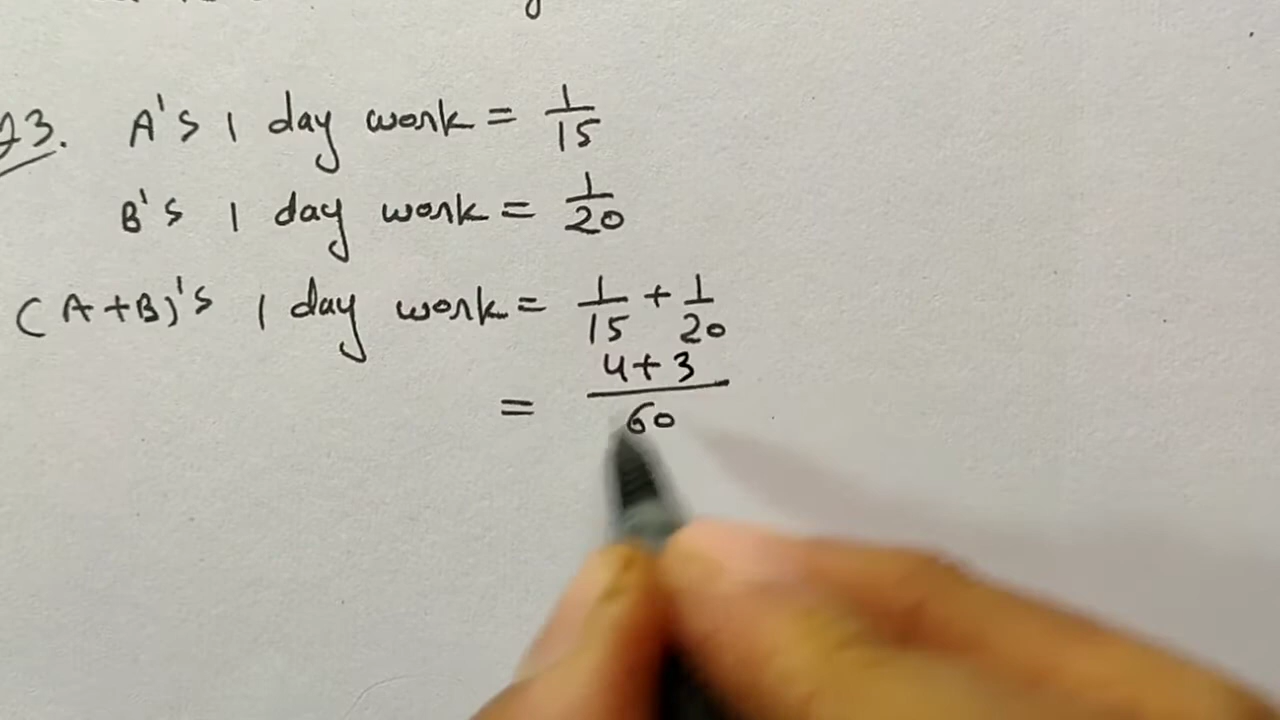 23. A's 1 day work = 1/15
B's 1 day work = 1/20
(A+B)'s 1 day work = 1/15 + 1/20
= (4+3)/60